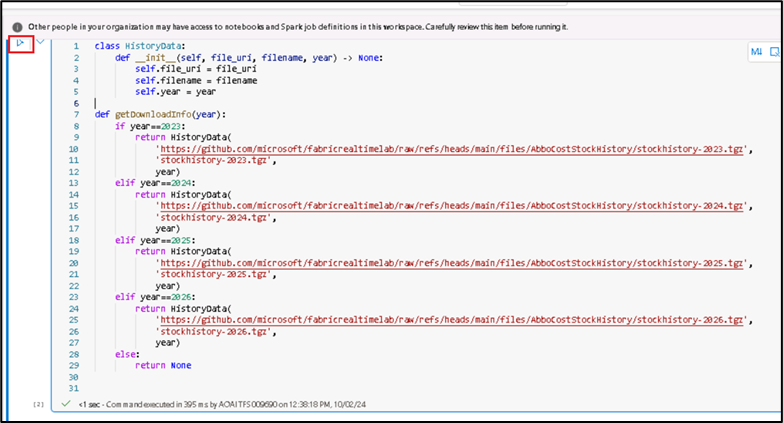 Other people in your organization may have access to notebooks and Spark job definitions in this workspace. Carefully review this item before running it.
1 class HistoryData:
2     def __init__(self, file_uri, filename, year) -> None:
3         self.file_uri = file_uri
4         self.filename = filename
5         self.year = year
6
7 def getDownloadInfo(year):
8     if year==2023:
9         return HistoryData(
10             'https://github.com/microsoft/fabricrealtimelab/raw/refs/heads/main/files/AbboCostStockHistory/stockhistory-2023.tgz',
11             'stockhistory-2023.tgz',
12             year)
13     elif year==2024:
14         return HistoryData(
15             'https://github.com/microsoft/fabricrealtimelab/raw/refs/heads/main/files/AbboCostStockHistory/stockhistory-2024.tgz',
16             'stockhistory-2024.tgz',
17             year)
18     elif year==2025:
19         return HistoryData(
20             'https://github.com/microsoft/fabricrealtimelab/raw/refs/heads/main/files/AbboCostStockHistory/stockhistory-2025.tgz',
21             'stockhistory-2025.tgz',
22             year)
23     elif year==2026:
24         return HistoryData(
25             'https://github.com/microsoft/fabricrealtimelab/raw/refs/heads/main/files/AbboCostStockHistory/stockhistory-2026.tgz',
26             'stockhistory-2026.tgz',
27             year)
28     else:
29         return None
30
31
[2] <1 sec - Command executed in 395 ms by AOAITFS009690 on 12:38:18 PM, 10/02/24
M↓